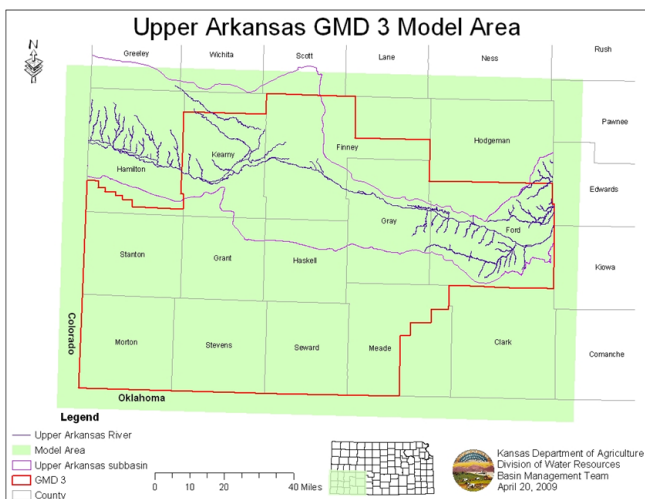 Upper Arkansas GMD 3 Model Area
N
Greeley
Wichita
Scott
Lane
Ness
Rush
Pawnee
Hodgeman
Finney
Kearny
Hamilton
Edwards
Gray
Ford
Stanton
Grant
Haskell
Kiowa
Colorado
Morton
Stevens
Seward
Meade
Clark
Comanche
Oklahoma
Legend
Upper Arkansas River
Model Area
Upper Arkansas subbasin
GMD 3
County
0 20 40 Miles
Kansas Department of Agriculture
Division of Water Resources
Basin Management Team
April 20, 2009